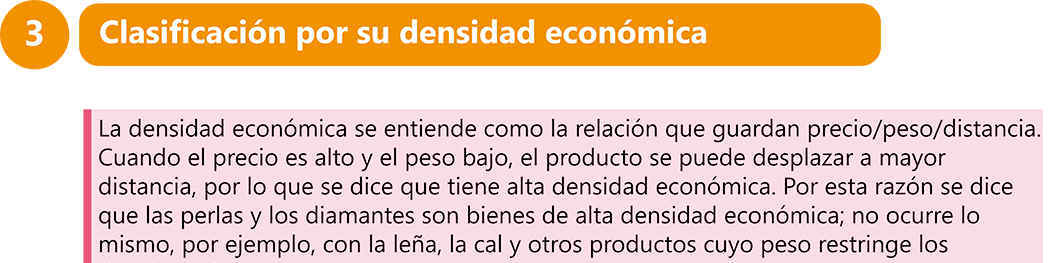 3 Clasificación por su densidad económica
La densidad económica se entiende como la relación que guardan precio/peso/distancia.
Cuando el precio es alto y el peso bajo, el producto se puede desplazar a mayor
distancia, por lo que se dice que tiene alta densidad económica. Por esta razón se dice
que las perlas y los diamantes son bienes de alta densidad económica; no ocurre lo
mismo, por ejemplo, con la leña, la cal y otros productos cuyo peso restringe los